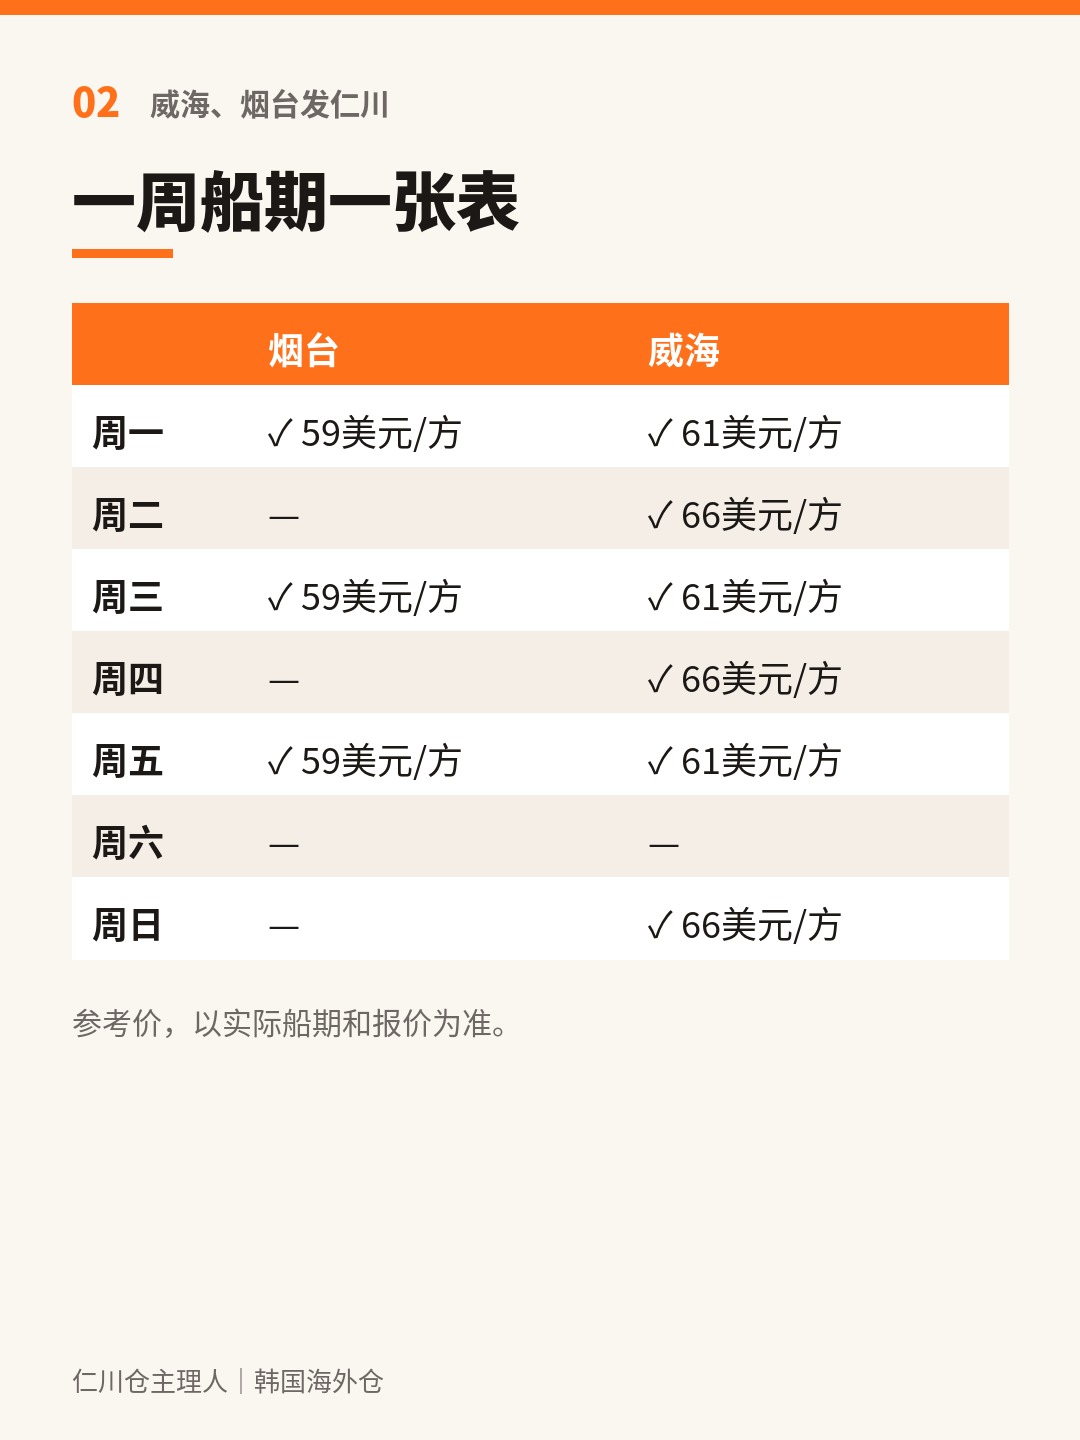 02 威海、烟台发仁川
一周船期一张表
烟台 威海
周一 ✓59美元/方 ✓61美元/方
周二 — ✓66美元/方
周三 ✓59美元/方 ✓61美元/方
周四 — ✓66美元/方
周五 ✓59美元/方 ✓61美元/方
周六 — —
周日 — ✓66美元/方
参考价，以实际船期和报价为准。
仁川仓主理人｜韩国海外仓